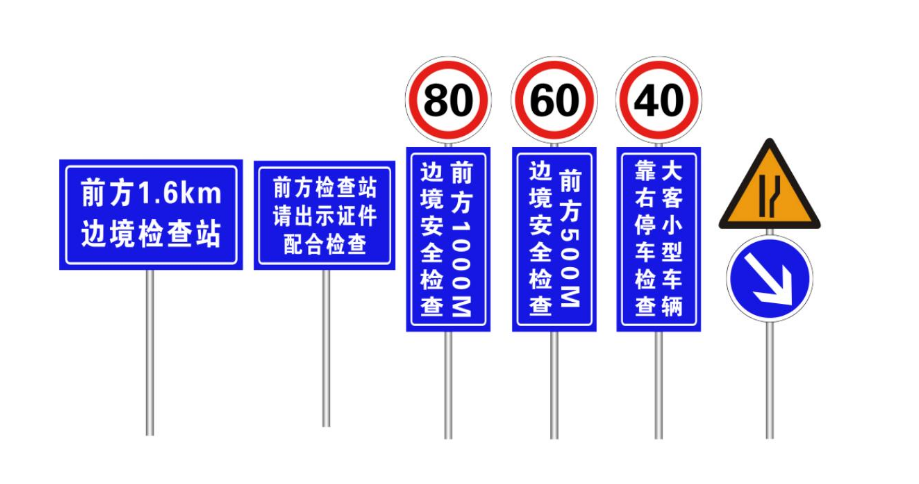 前方1.6km
边境检查站
前方检查站
请出示证件
配合检查
80
前方1000M
边境安全检查
60
前方500M
边境安全检查
40
大客小型车辆
靠右停车检查